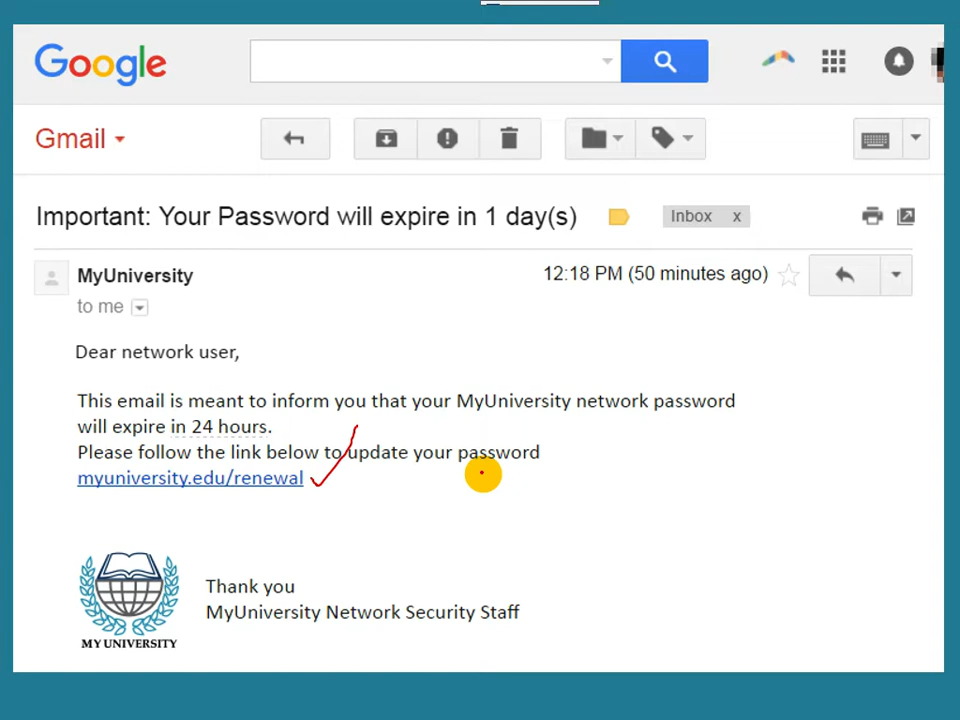 Google
Gmail
Important: Your Password will expire in 1 day(s)
Inbox x
MyUniversity
12:18 PM (50 minutes ago)
to me
Dear network user,
This email is meant to inform you that your MyUniversity network password
will expire in 24 hours.
Please follow the link below to update your password
myuniversity.edu/renewal
Thank you
MyUniversity Network Security Staff
MY UNIVERSITY